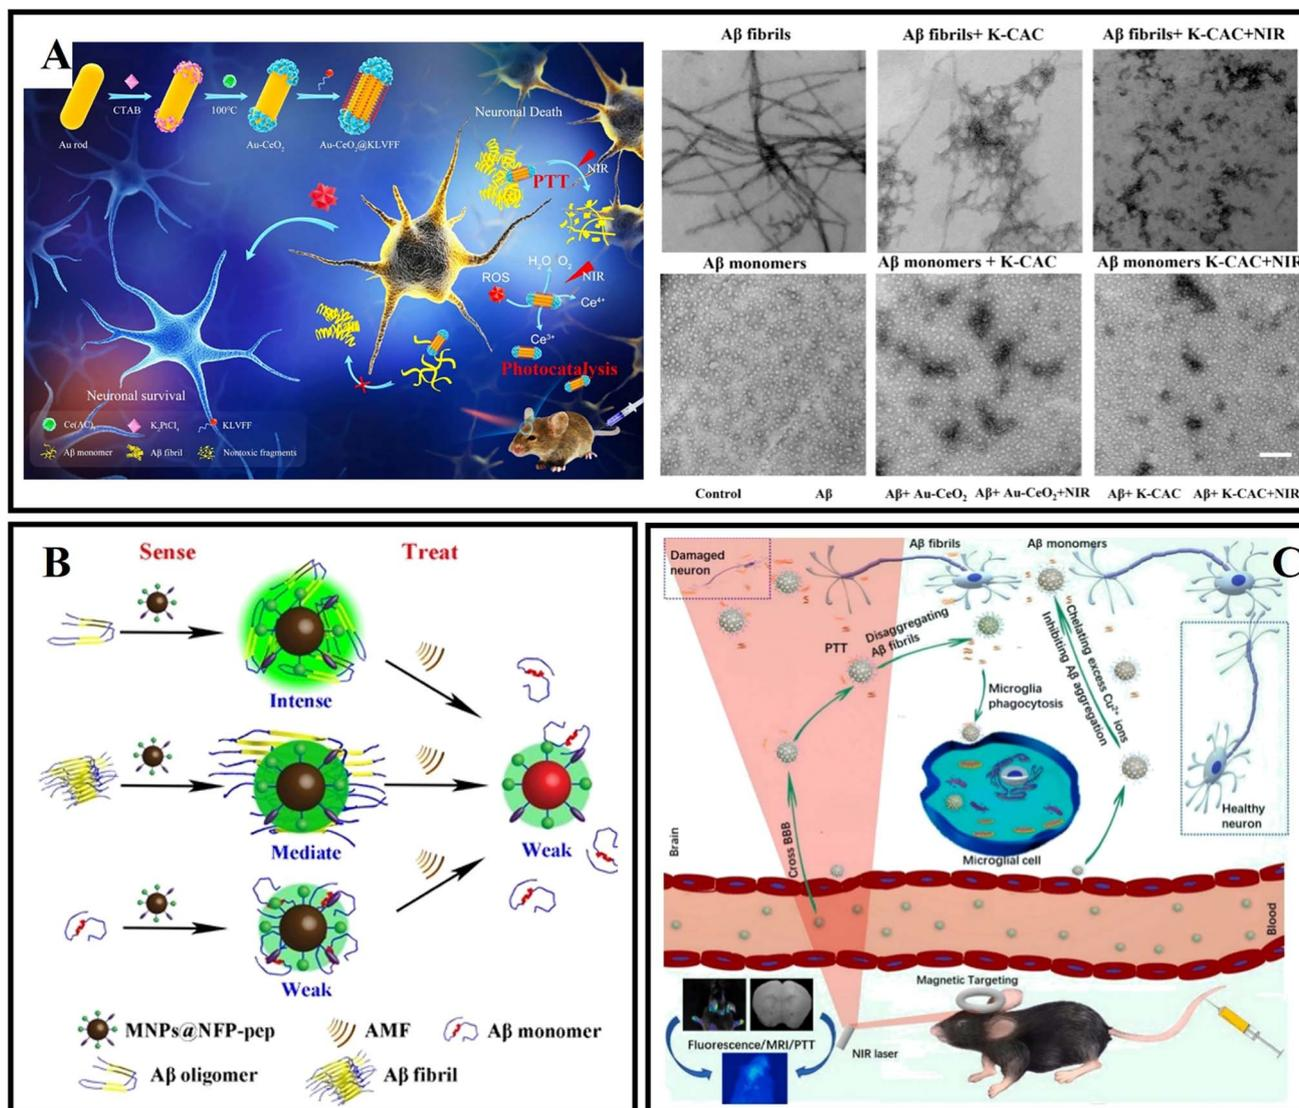 A
CTAB
100°C
Au rod
Au-CeO₂
Au-CeO₂@KLVFF
Neuronal Death
PTT
NIR
H₂O O₂
ROS
NIR
Ce⁴⁺
Ce³⁺
Photocatalysis
Neuronal survival
Ce(AC)₃
K₂PtCl₄
KLVFF
Aβ monomer
Aβ fibril
Nontoxic fragments
Aβ fibrils
Aβ fibrils+ K-CAC
Aβ fibrils+ K-CAC+NIR
Aβ monomers
Aβ monomers + K-CAC
Aβ monomers K-CAC+NIR
Control
Aβ
Aβ+ Au-CeO₂
Aβ+ Au-CeO₂+NIR
Aβ+ K-CAC
Aβ+ K-CAC+NIR
B
Sense
Treat
Intense
Mediate
Weak
Weak
MNPs@NFP-pep
AMF
Aβ monomer
Aβ oligomer
Aβ fibril
C
Damaged
neuron
Aβ fibrils
Aβ monomers
PTT
Disaggregating
Aβ fibrils
Chelating excess Cu²⁺ ions
Inhibiting Aβ aggregation
Microglia
phagocytosis
Healthy
neuron
Brain
Cross BBB
Microglial cell
Blood
Magnetic Targeting
Fluorescence/MRI/PTT
NIR laser